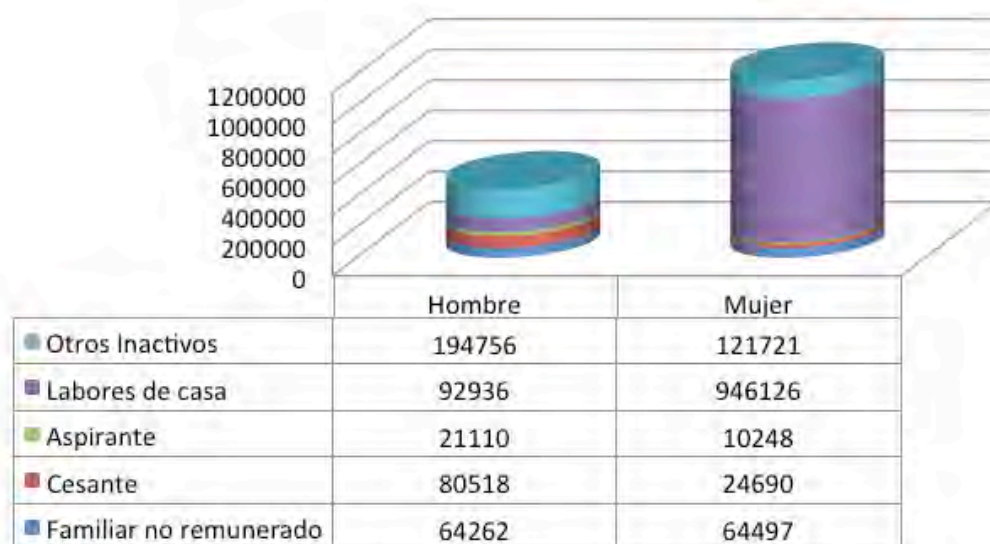 1200000
1000000
800000
600000
400000
200000
0
Hombre Mujer
Otros Inactivos 194756 121721
Labores de casa 92936 946126
Aspirante 21110 10248
Cesante 80518 24690
Familiar no remunerado 64262 64497